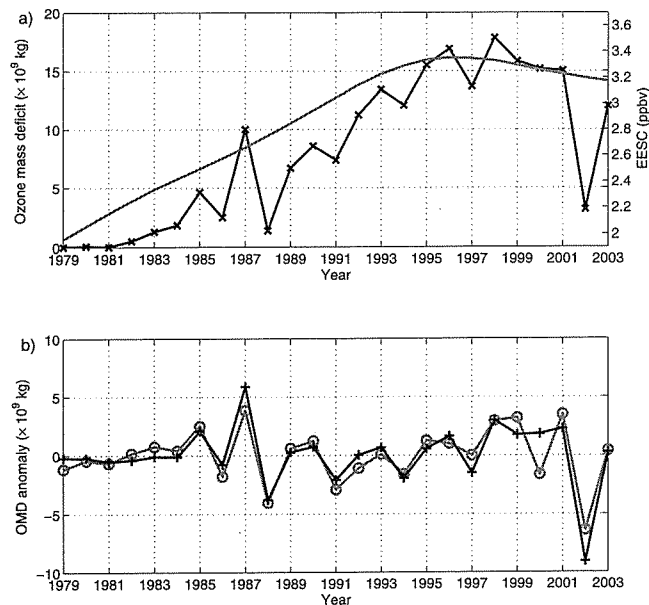 a)
Ozone mass deficit (× 10⁹ kg)
20
15
10
5
0
3.6
3.4
3.2
3
2.8
2.6
2.4
2.2
2
EESC (ppbv)
1979 1981 1983 1985 1987 1989 1991 1993 1995 1997 1999 2001 2003
Year
b)
OMD anomaly (× 10⁹ kg)
10
5
0
−5
−10
1979 1981 1983 1985 1987 1989 1991 1993 1995 1997 1999 2001 2003
Year